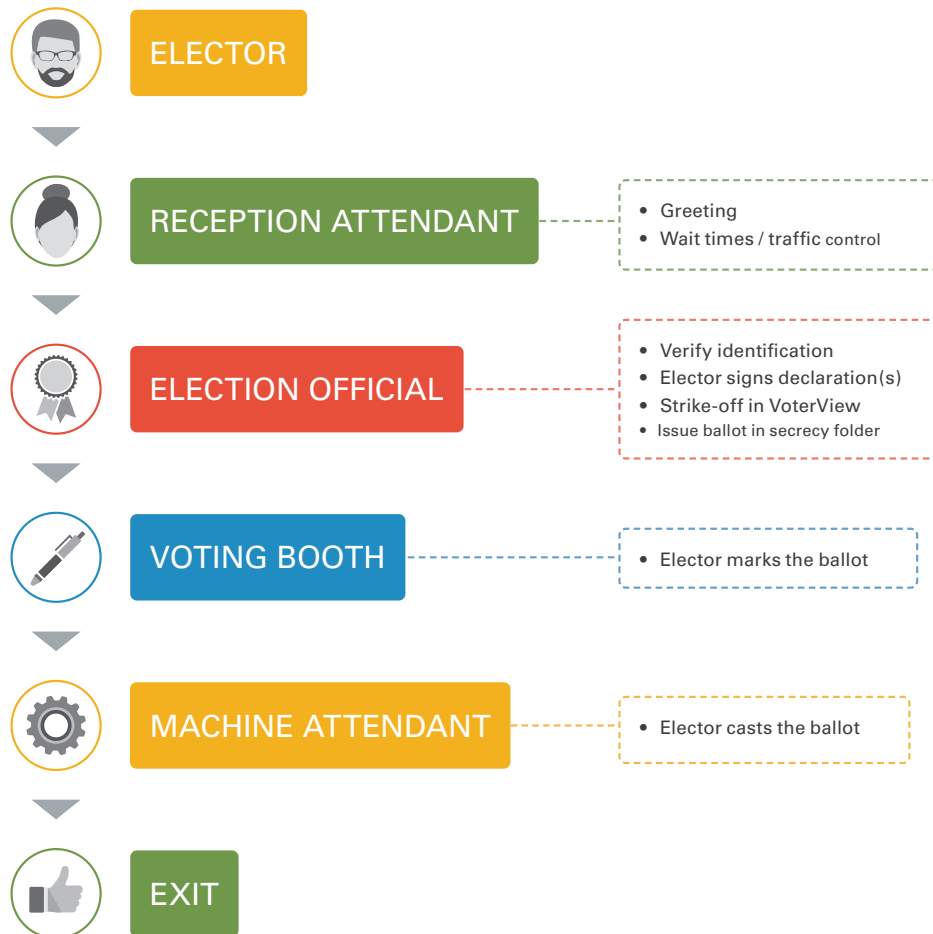 ELECTOR
RECEPTION ATTENDANT
• Greeting
• Wait times / traffic control
ELECTION OFFICIAL
• Verify identification
• Elector signs declaration(s)
• Strike-off in VoterView
• Issue ballot in secrecy folder
VOTING BOOTH
• Elector marks the ballot
MACHINE ATTENDANT
• Elector casts the ballot
EXIT